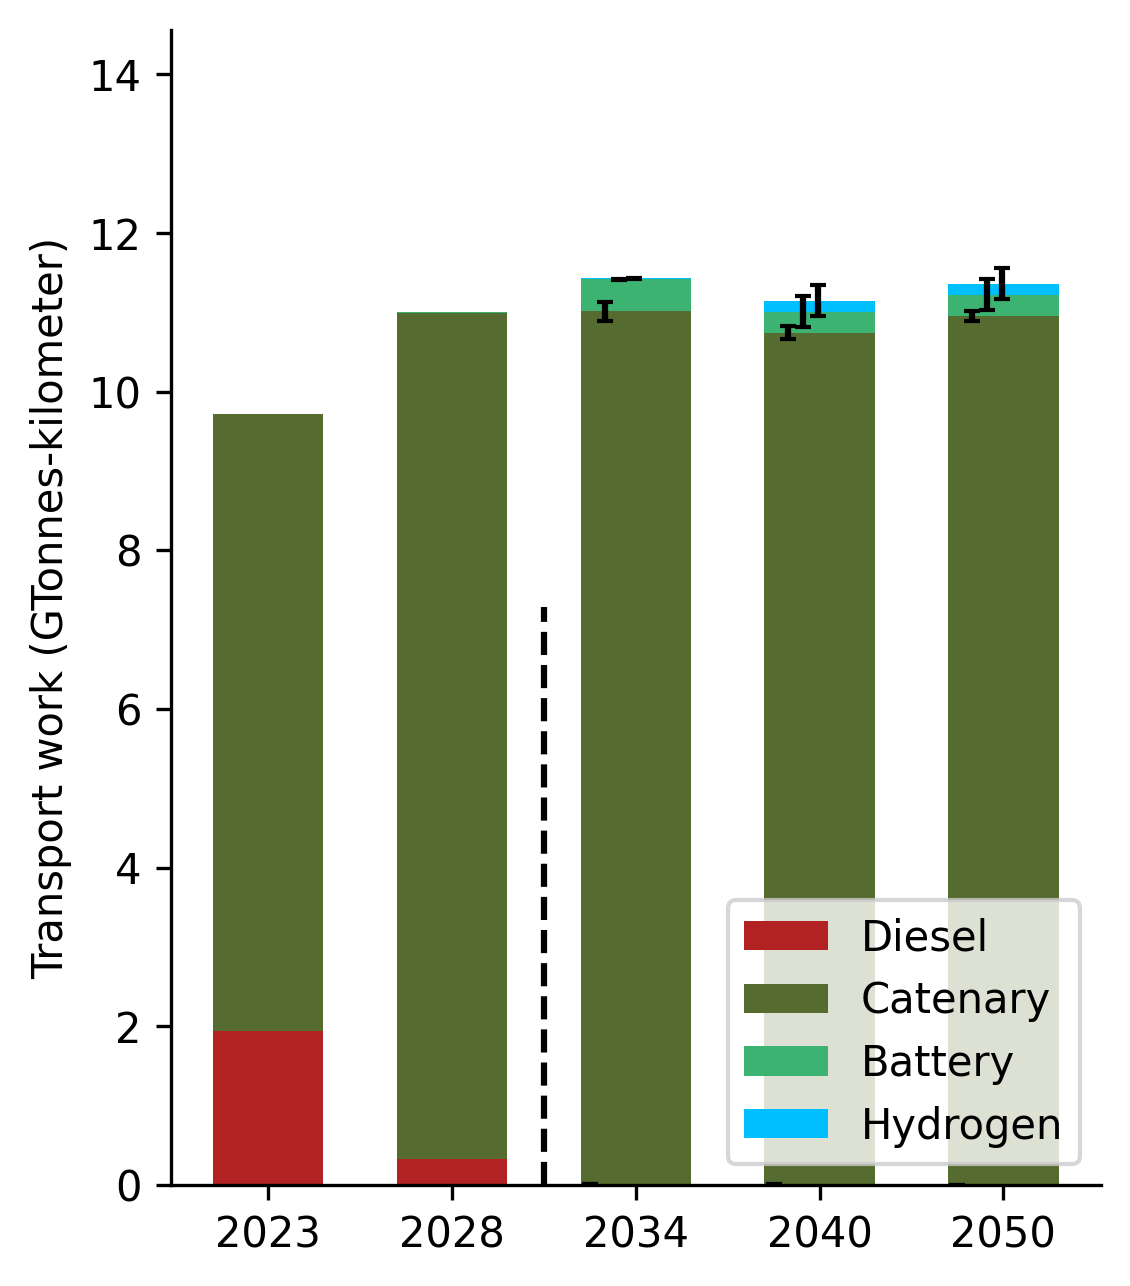 Transport work (GTonnes-kilometer)
14
12
10
8
6
4
2
0
2023 2028 2034 2040 2050
Diesel
Catenary
Battery
Hydrogen